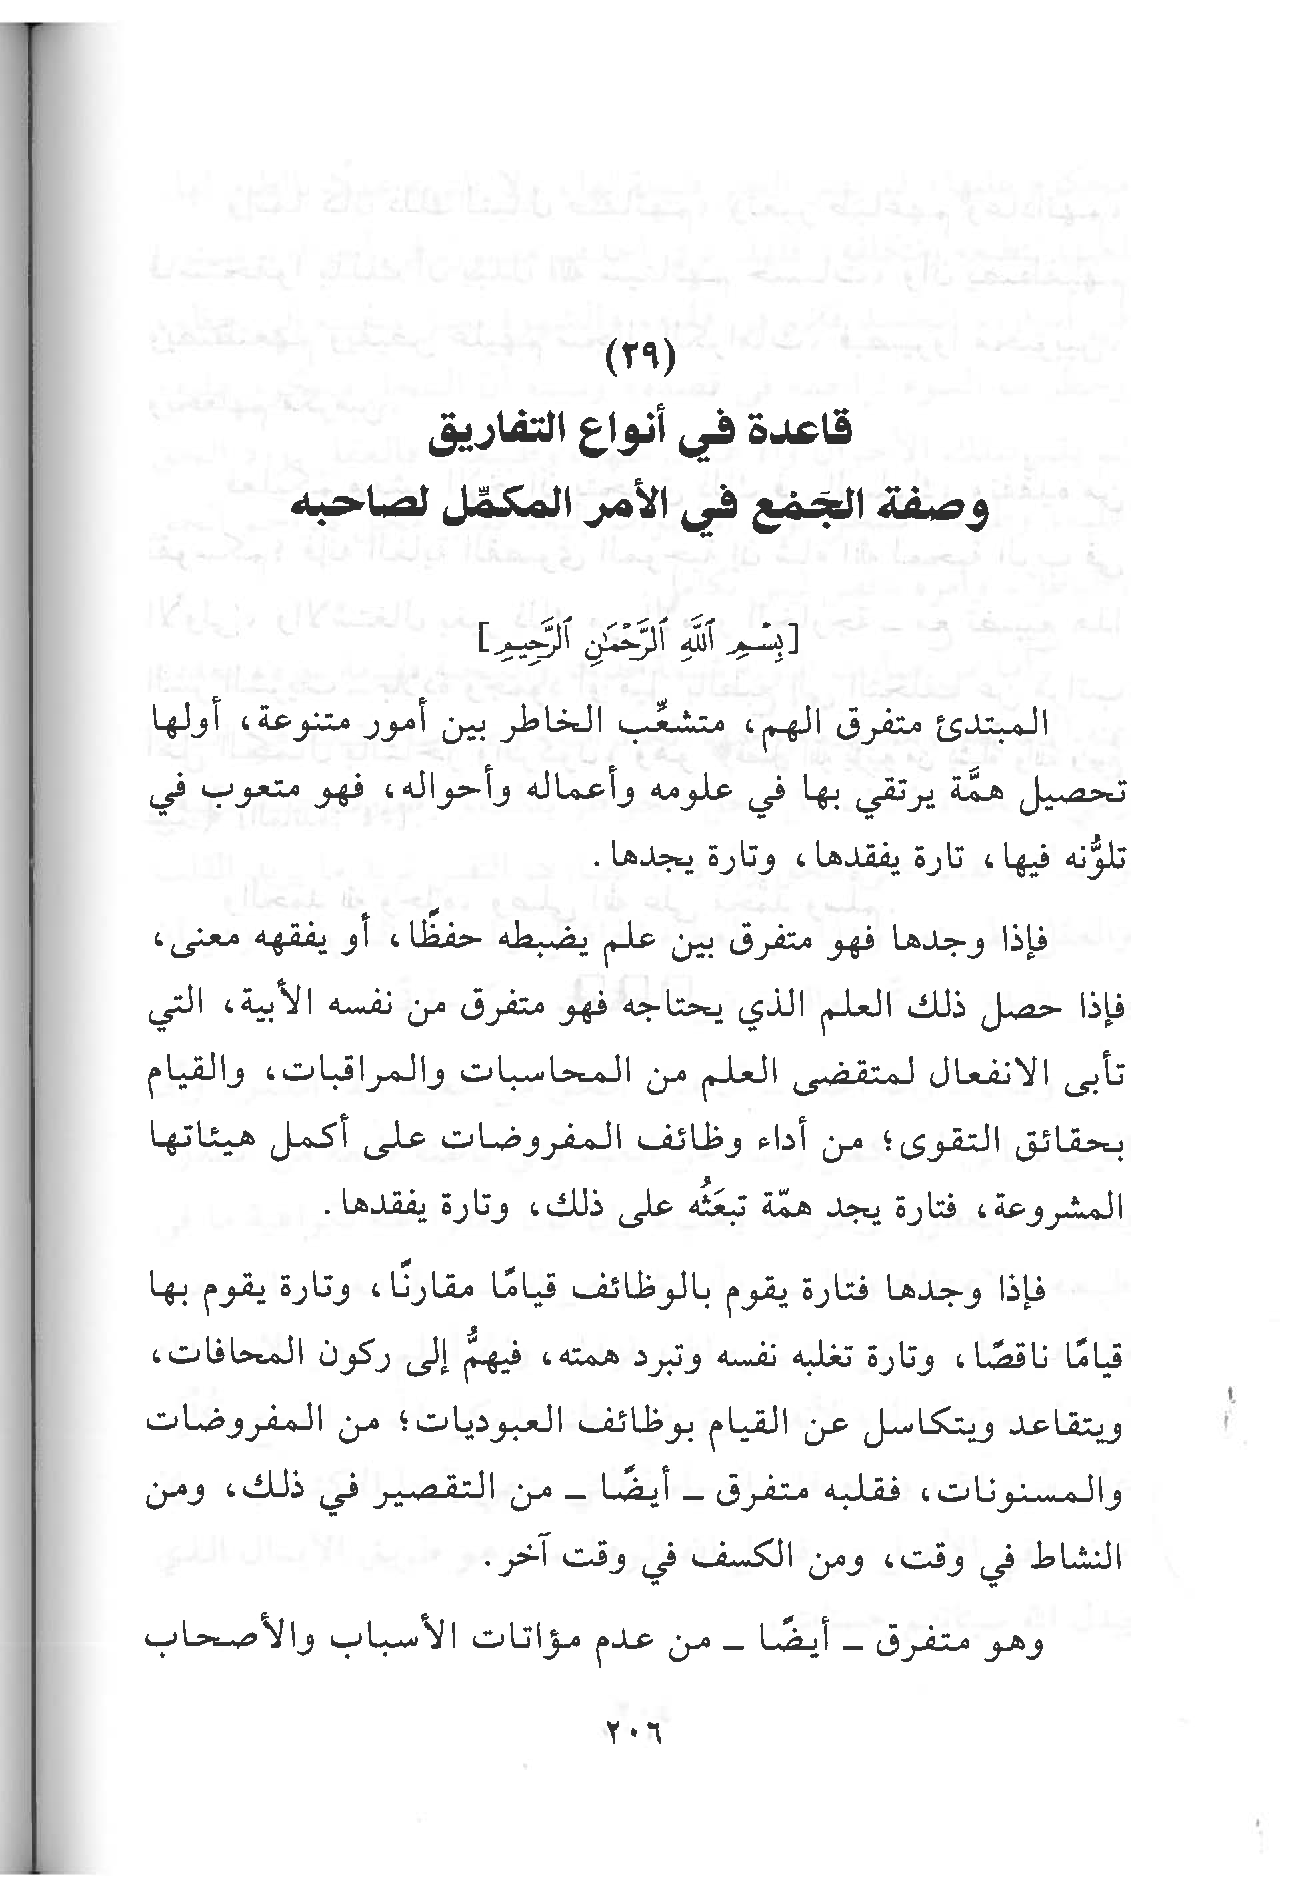 (٢٩)
قاعدة في أنواع التفاريق
وصفة الجَمْع في الأمر المكمِّل لصاحبه
[بِسْمِ ٱللَّهِ ٱلرَّحْمَٰنِ ٱلرَّحِيمِ]
المبتدئ متفرق الهم، متشعِّب الخاطر بين أمور متنوعة، أولها
تحصيل همَّة يرتقي بها في علومه وأعماله وأحواله، فهو متعوب في
تلوُّنه فيها، تارة يفقدها، وتارة يجدها.
فإذا وجدها فهو متفرق بين علم يضبطه حفظًا، أو يفقهه معنى،
فإذا حصل ذلك العلم الذي يحتاجه فهو متفرق من نفسه الأبية، التي
تأبى الانفعال لمتقضى العلم من المحاسبات والمراقبات، والقيام
بحقائق التقوى؛ من أداء وظائف المفروضات على أكمل هيئاتها
المشروعة، فتارة يجد همّة تبعَثُه على ذلك، وتارة يفقدها.
فإذا وجدها فتارة يقوم بالوظائف قيامًا مقارنًا، وتارة يقوم بها
قيامًا ناقصًا، وتارة تغلبه نفسه وتبرد همته، فيهمُّ إلى ركون المحافات،
ويتقاعد ويتكاسل عن القيام بوظائف العبوديات؛ من المفروضات
والمسنونات، فقلبه متفرق ـ أيضًا ـ من التقصير في ذلك، ومن
النشاط في وقت، ومن الكسف في وقت آخر.
وهو متفرق ـ أيضًا ـ من عدم مؤاتات الأسباب والأصحاب
٢٠٦